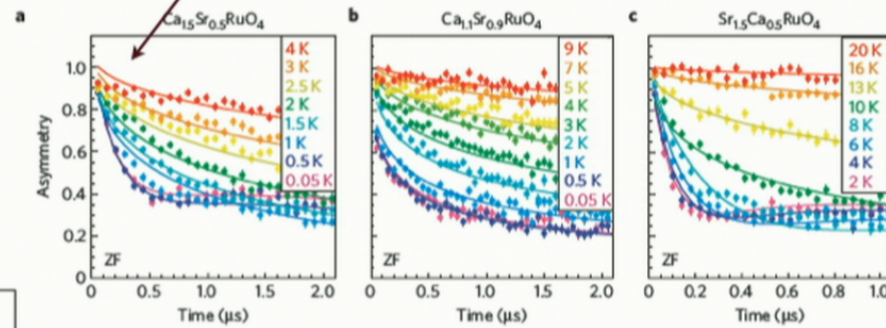 a
Ca1.5Sr0.5RuO4
1.0
0.8
0.6
0.4
0.2
0
Asymmetry
4 K
3 K
2.5 K
2 K
1.5 K
1 K
0.5 K
0.05 K
ZF
0 0.5 1.0 1.5 2.0
Time (μs)
b
Ca1.1Sr0.9RuO4
9 K
7 K
5 K
4 K
3 K
2 K
1 K
0.5 K
0.05 K
ZF
0 0.5 1.0 1.5 2.0
Time (μs)
c
Sr1.5Ca0.5RuO4
20 K
16 K
13 K
10 K
8 K
6 K
4 K
2 K
ZF
0 0.2 0.4 0.6 0.8 1.0
Time (μs)